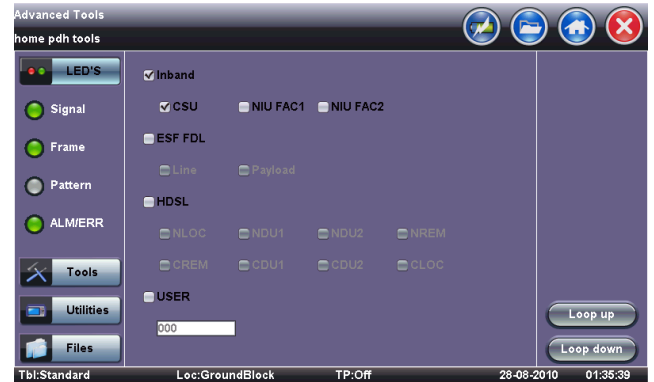 Advanced Tools
home pdh tools
LED'S
Inband
Signal
CSU NIU FAC1 NIU FAC2
Frame
ESF FDL
Line Payload
Pattern
HDSL
ALM/ERR
NLOC NDU1 NDU2 NREM
Tools
CREM CDU1 CDU2 CLOC
Utilities
USER
Loop up
000
Files
Loop down
Tbl:Standard Loc:GroundBlock TP:Off 28-08-2010 01:35:39